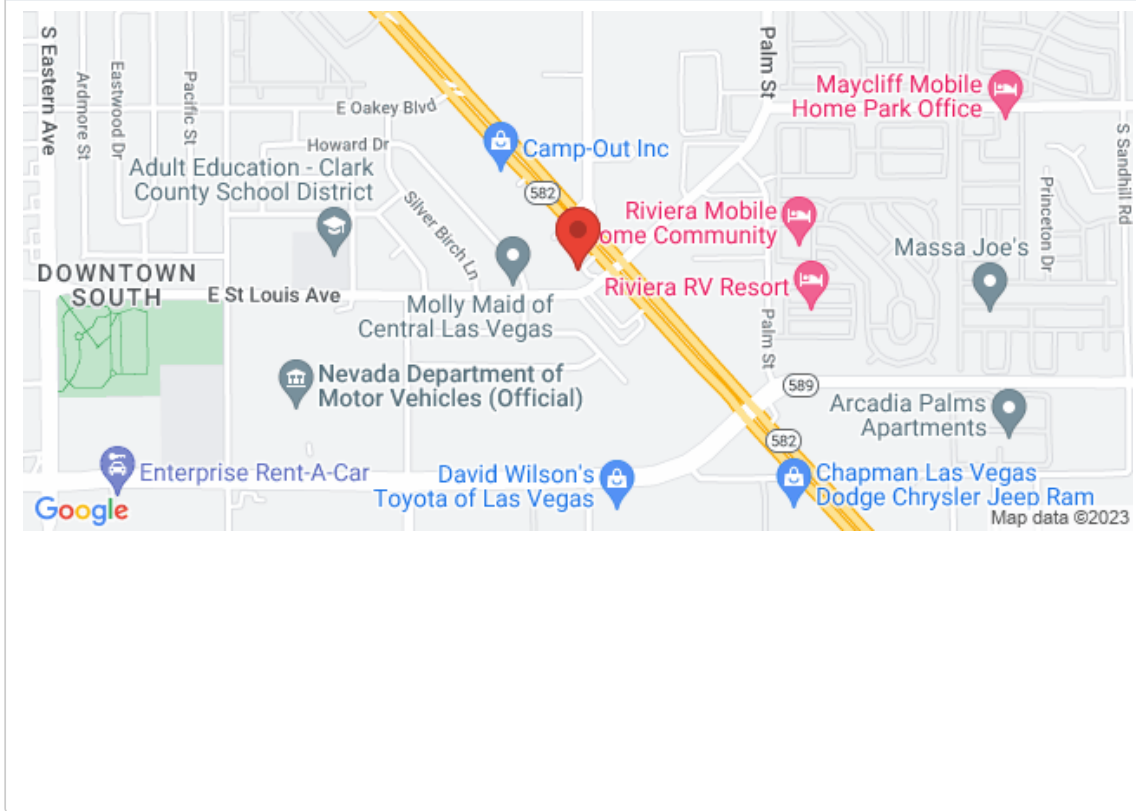 S Eastern Ave
Ardmore St
Eastwood Dr
Pacific St
E Oakey Blvd
Howard Dr
Adult Education - Clark
County School District
Silver Birch Ln
Camp-Out Inc
582
Palm St
Maycliff Mobile
Home Park Office
S Sandhill Rd
Princeton Dr
Riviera Mobile
ome Community
Riviera RV Resort
Massa Joe's
DOWNTOWN
SOUTH
E St Louis Ave
Molly Maid of
Central Las Vegas
Palm St
Nevada Department of
Motor Vehicles (Official)
589
Arcadia Palms
Apartments
582
Enterprise Rent-A-Car
David Wilson's
Toyota of Las Vegas
Chapman Las Vegas
Dodge Chrysler Jeep Ram
Google
Map data ©2023